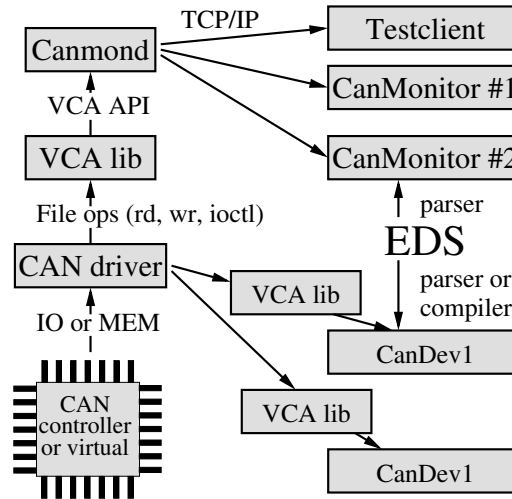 TCP/IP
Testclient
Canmond
CanMonitor #1
VCA API
VCA lib
CanMonitor #2
File ops (rd, wr, ioctl)
parser
EDS
CAN driver
VCA lib
parser or
compiler
IO or MEM
CanDev1
CAN
controller
or virtual
VCA lib
CanDev1